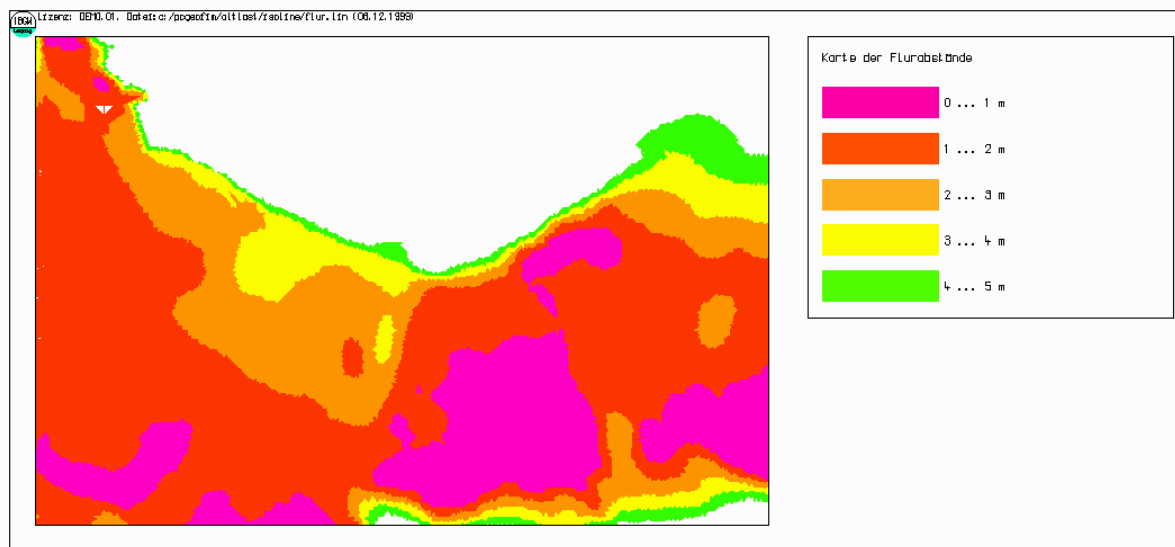 IBGW
Leipzig
Lizenz: DEMO.01. Datei:c:/pcgeofim/altlast/isoline/flur.lin (06.12.1999)
Karte der Flurabstände
0 ... 1 m
1 ... 2 m
2 ... 3 m
3 ... 4 m
4 ... 5 m